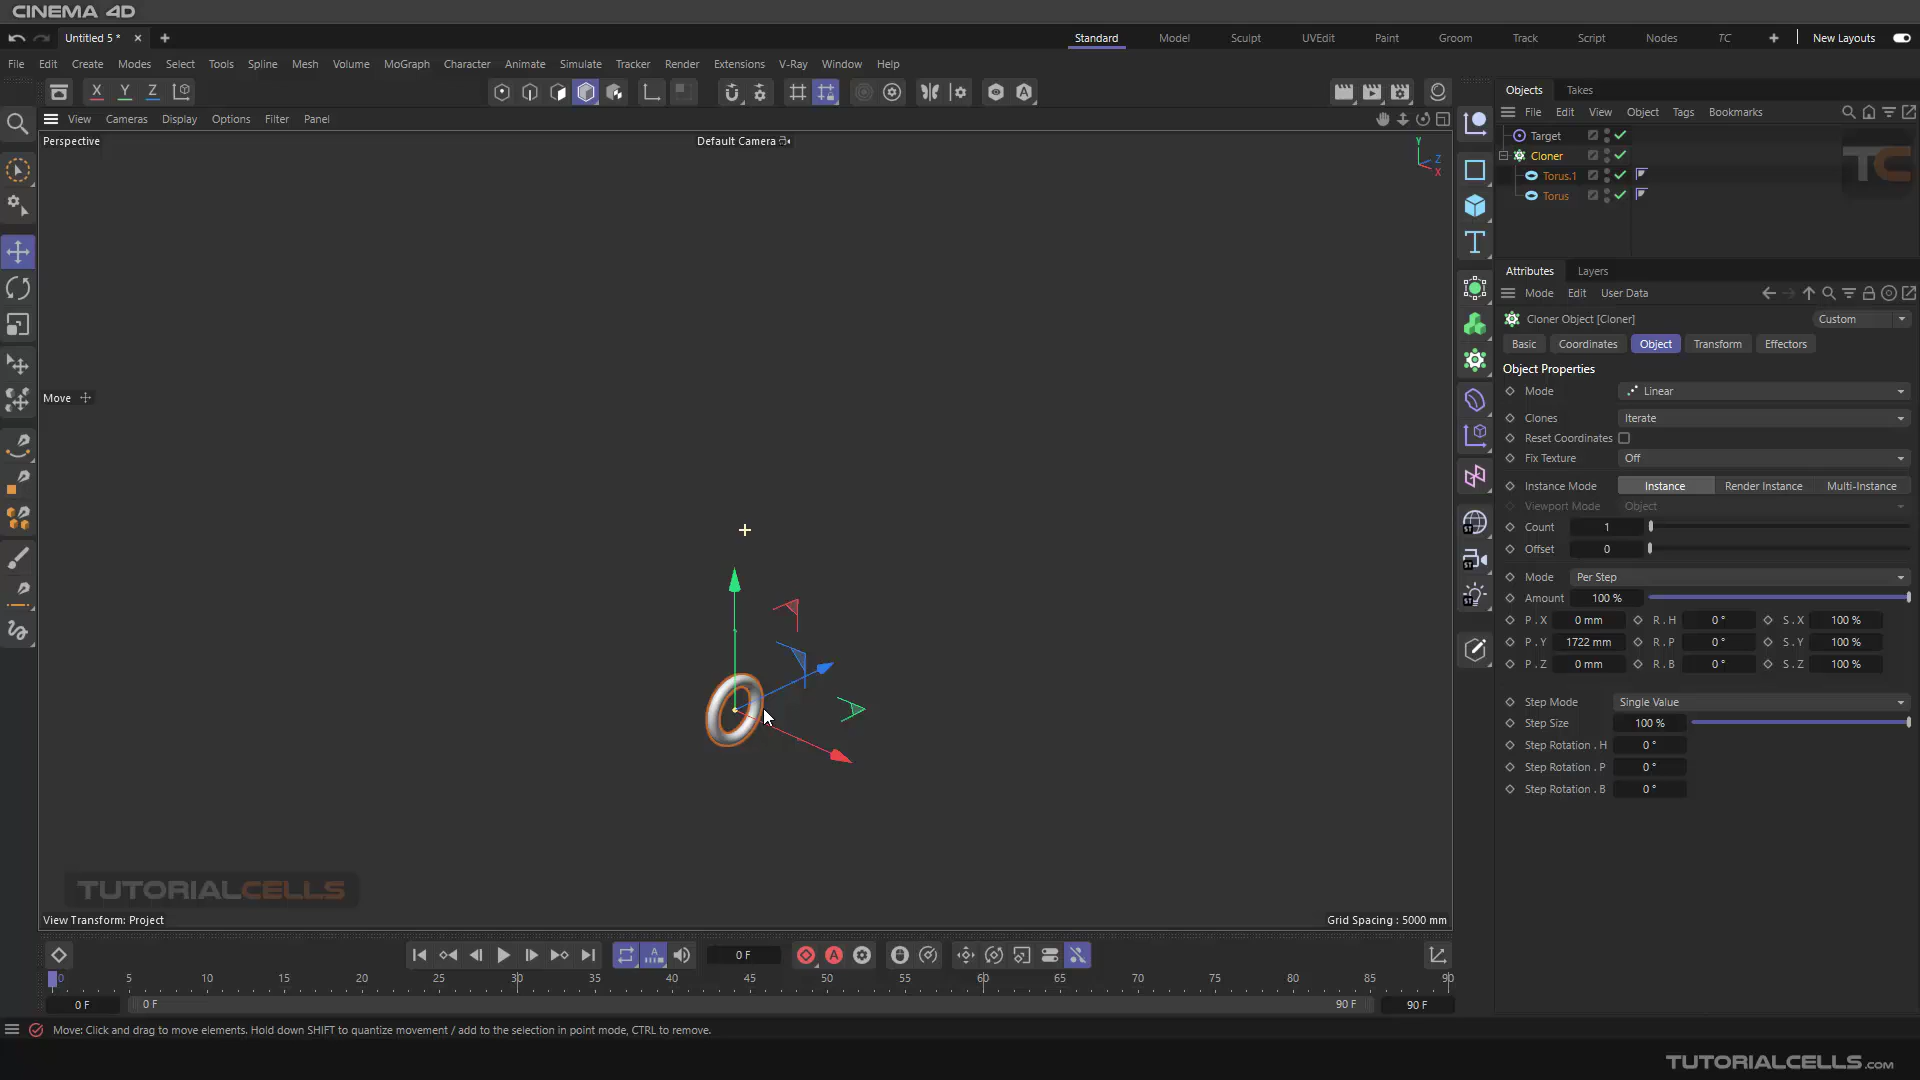 CINEMA 4D
Untitled 5 *
Standard
Model
Sculpt
UVEdit
Paint
Groom
Track
Script
Nodes
TC
New Layouts
File Edit Create Modes Select Tools Spline Mesh Volume MoGraph Character Animate Simulate Tracker Render Extensions V-Ray Window Help
X Y Z
Objects Takes
View Cameras Display Options Filter Panel
File Edit View Object Tags Bookmarks
Perspective
Default Camera
Y
Z
X
Target
Cloner
Torus.1
Torus
TC
Attributes Layers
Mode Edit User Data
Cloner Object [Cloner]
Custom
Basic Coordinates Object Transform Effectors
Object Properties
Mode Linear
Move
Clones Iterate
Reset Coordinates
Fix Texture Off
Instance Mode Instance Render Instance Multi-Instance
Viewport Mode Object
Count 1
Offset 0
Mode Per Step
Amount 100 %
P . X 0 mm R . H 0 ° S . X 100 %
P . Y 1722 mm R . P 0 ° S . Y 100 %
P . Z 0 mm R . B 0 ° S . Z 100 %
Step Mode Single Value
Step Size 100 %
Step Rotation . H 0 °
Step Rotation . P 0 °
Step Rotation . B 0 °
TUTORIALCELLS
View Transform: Project
Grid Spacing : 5000 mm
0 F
0 5 10 15 20 25 30 35 40 45 50 55 60 65 70 75 80 85 90
0 F 0 F 90 F 90 F
Move: Click and drag to move elements. Hold down SHIFT to quantize movement / add to the selection in point mode, CTRL to remove.
TUTORIALCELLS.com